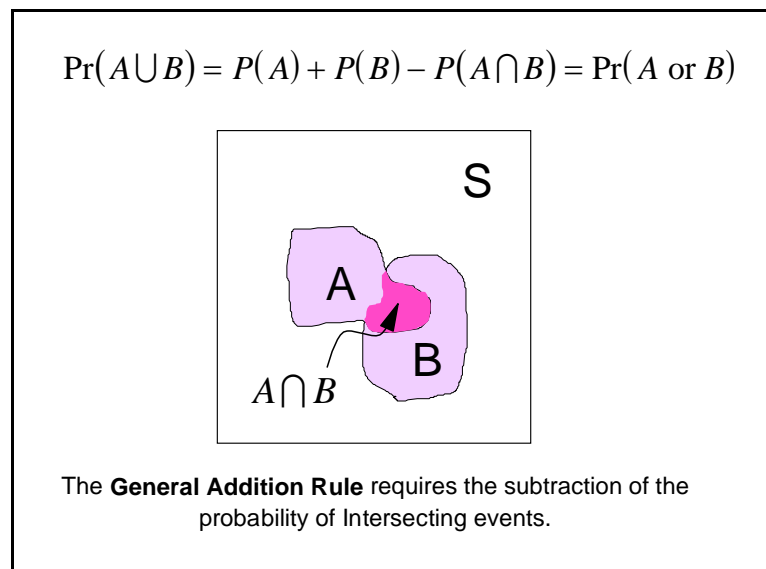 Pr(A⋃B) = P(A) + P(B) − P(A⋂B) = Pr(A or B)
S
A
B
A⋂B
The General Addition Rule requires the subtraction of the
probability of Intersecting events.